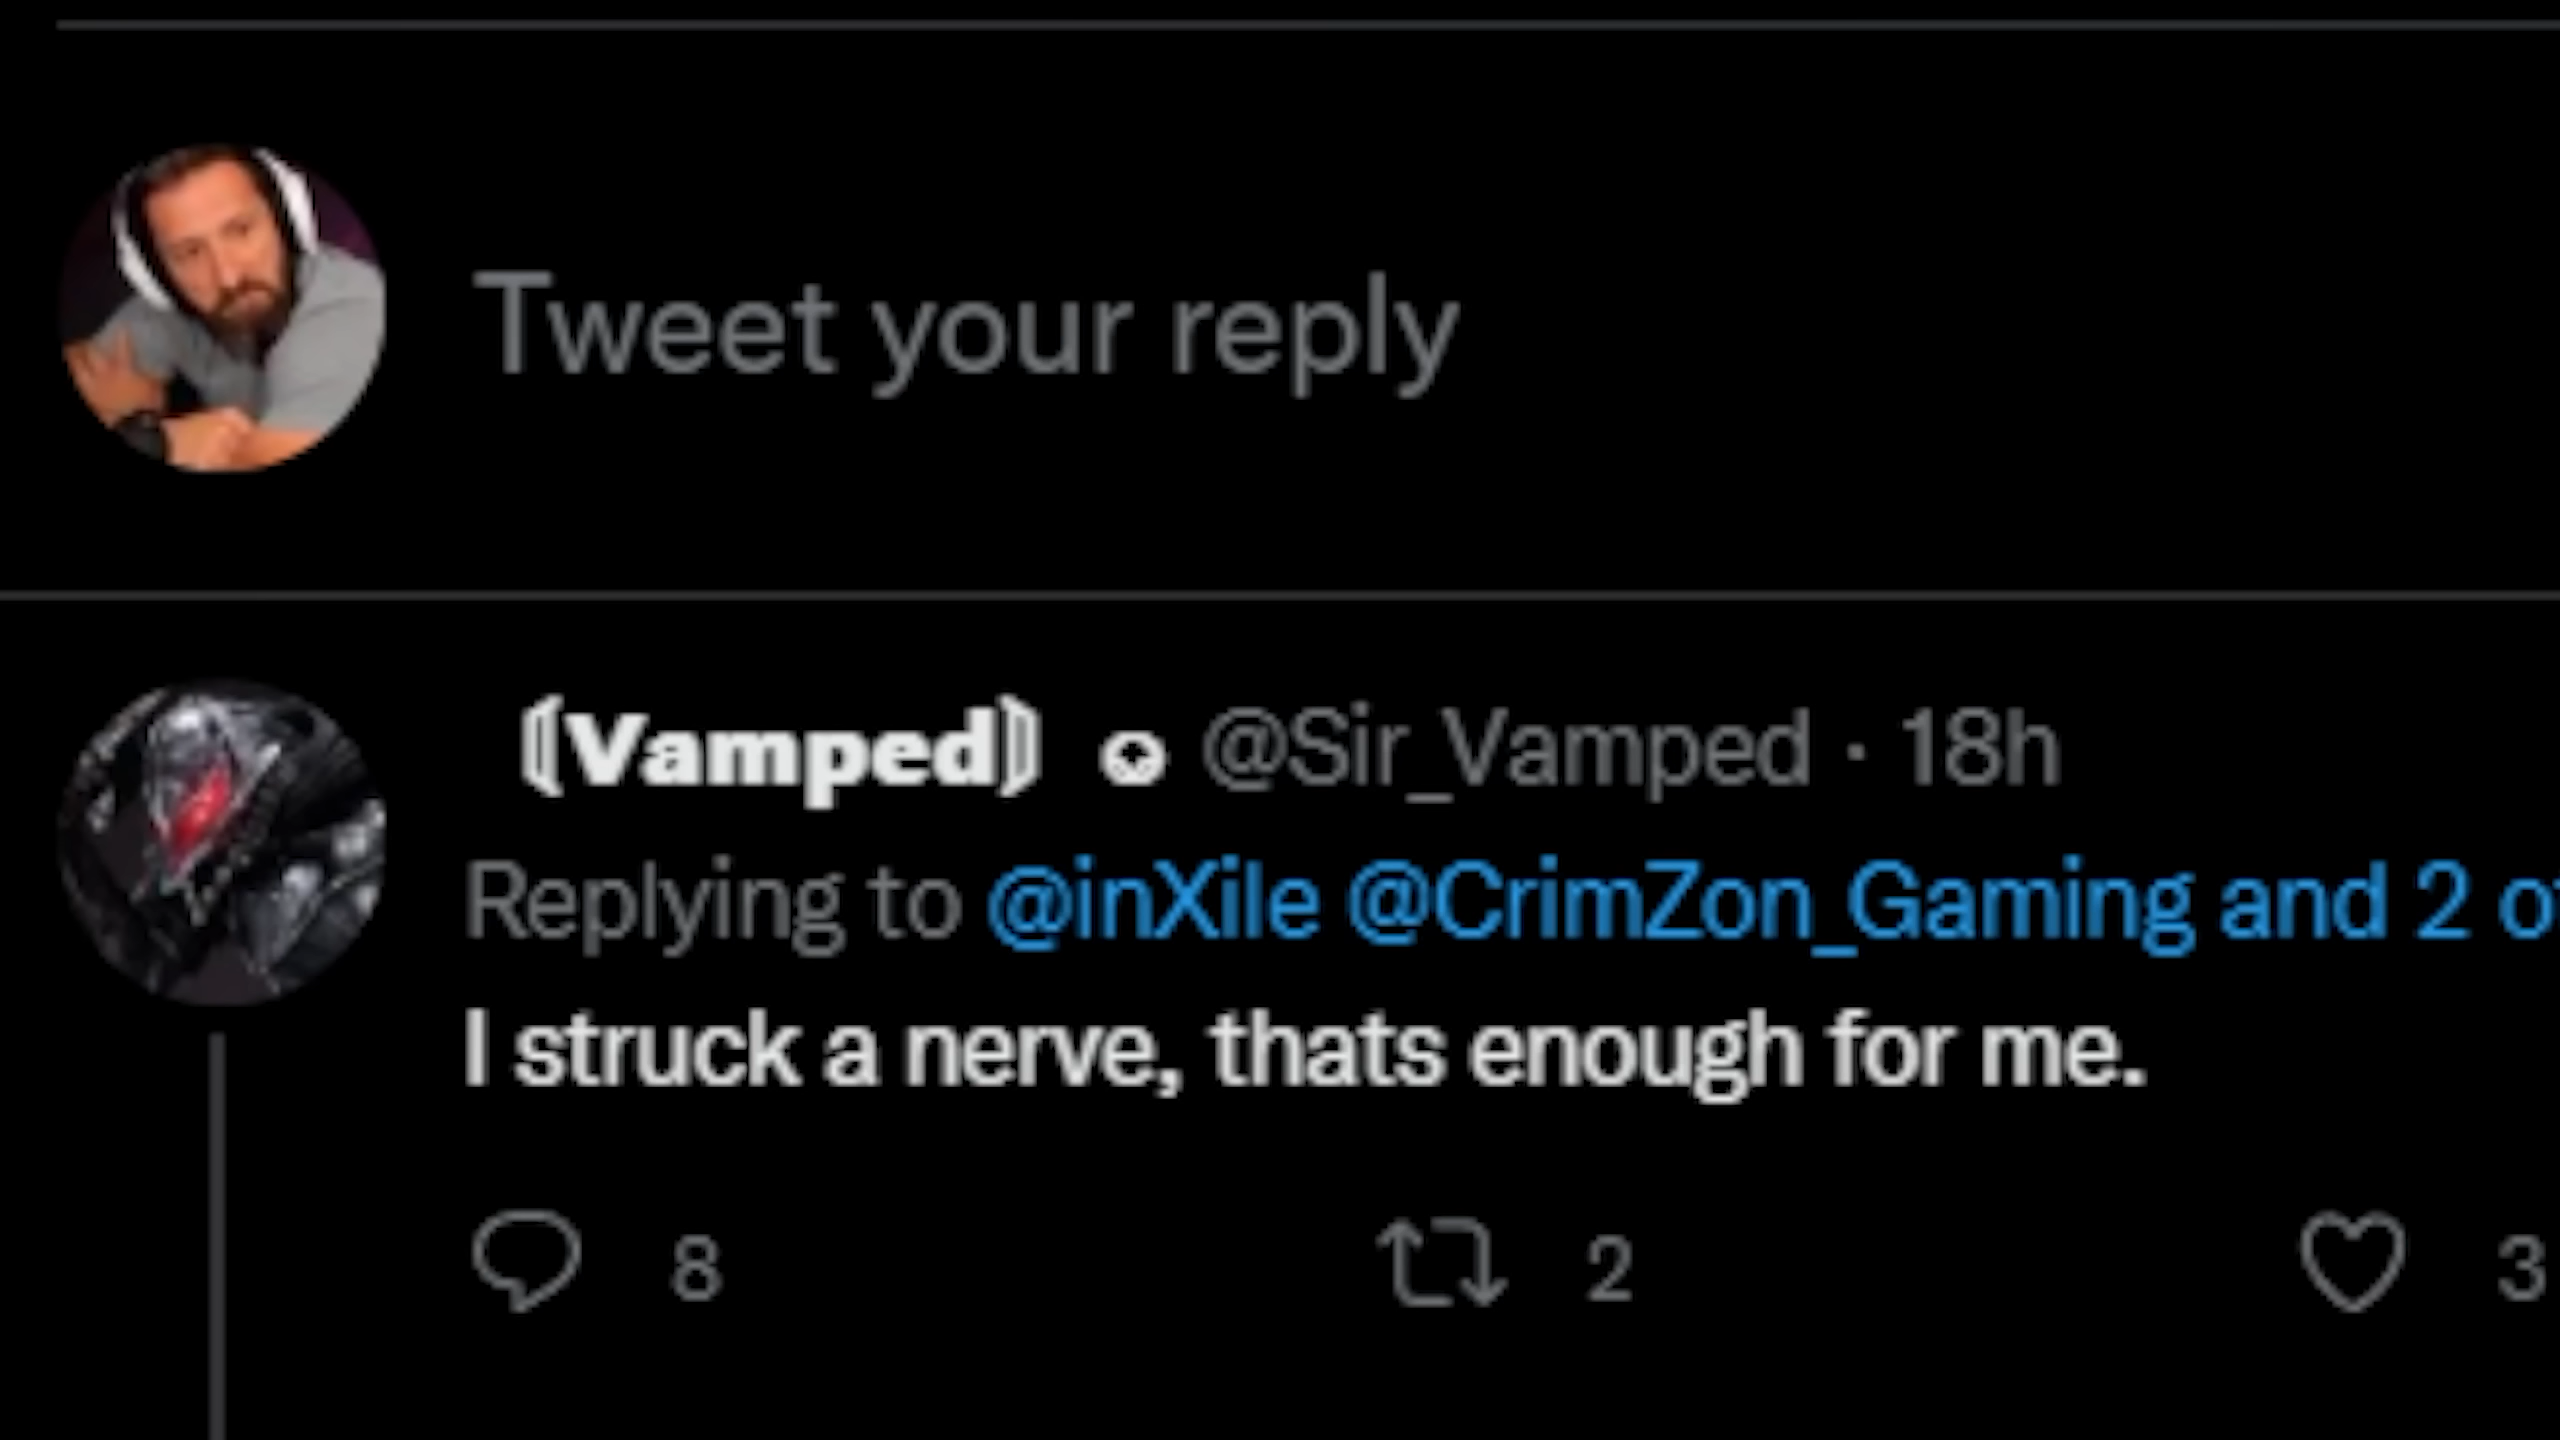 Tweet your reply
⦅Vamped⦆ ✪ @Sir_Vamped · 18h
Replying to @inXile @CrimZon_Gaming and 2
I struck a nerve, thats enough for me.
8 2 3